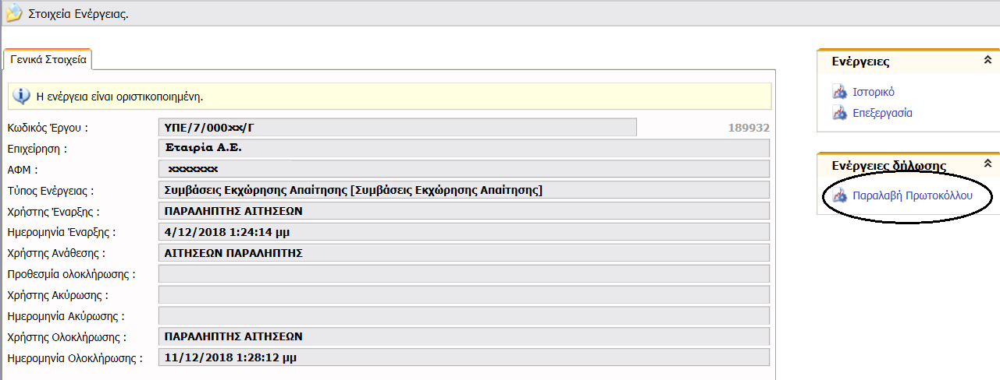 Στοιχεία Ενέργειας.
Γενικά Στοιχεία
Η ενέργεια είναι οριστικοποιημένη.
Κωδικός Έργου : ΥΠΕ/7/000xx/Γ 189932
Επιχείρηση : Εταιρία Α.Ε.
ΑΦΜ : xxxxxxx
Τύπος Ενέργειας : Συμβάσεις Εκχώρησης Απαίτησης [Συμβάσεις Εκχώρησης Απαίτησης]
Χρήστης Έναρξης : ΠΑΡΑΛΗΠΤΗΣ ΑΙΤΗΣΕΩΝ
Ημερομηνία Έναρξης : 4/12/2018 1:24:14 μμ
Χρήστης Ανάθεσης : ΑΙΤΗΣΕΩΝ ΠΑΡΑΛΗΠΤΗΣ
Προθεσμία ολοκλήρωσης :
Χρήστης Ακύρωσης :
Ημερομηνία Ακύρωσης :
Χρήστης Ολοκλήρωσης : ΠΑΡΑΛΗΠΤΗΣ ΑΙΤΗΣΕΩΝ
Ημερομηνία Ολοκλήρωσης : 11/12/2018 1:28:12 μμ
Ενέργειες
Ιστορικό
Επεξεργασία
Ενέργειες δήλωσης
Παραλαβή Πρωτοκόλλου